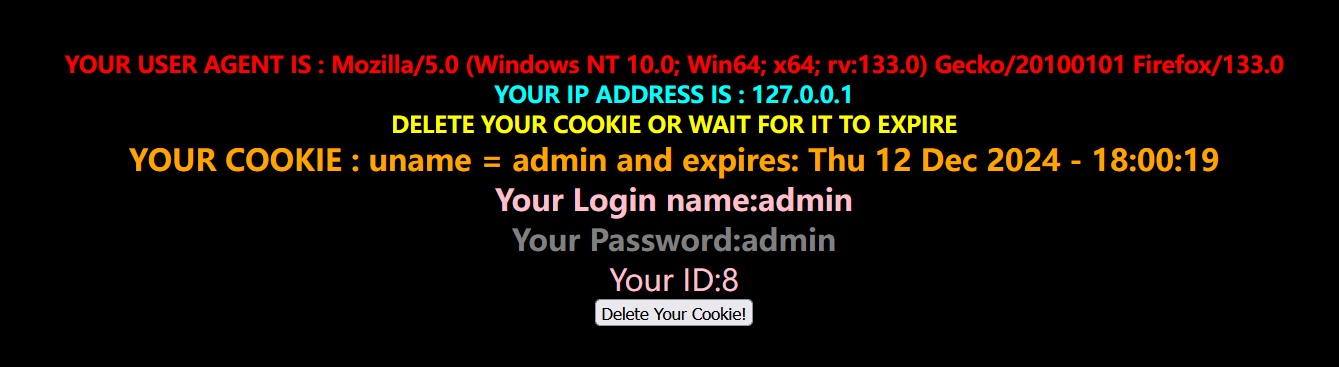 YOUR USER AGENT IS : Mozilla/5.0 (Windows NT 10.0; Win64; x64; rv:133.0) Gecko/20100101 Firefox/133.0
YOUR IP ADDRESS IS : 127.0.0.1
DELETE YOUR COOKIE OR WAIT FOR IT TO EXPIRE
YOUR COOKIE : uname = admin and expires: Thu 12 Dec 2024 - 18:00:19
Your Login name:admin
Your Password:admin
Your ID:8
Delete Your Cookie!